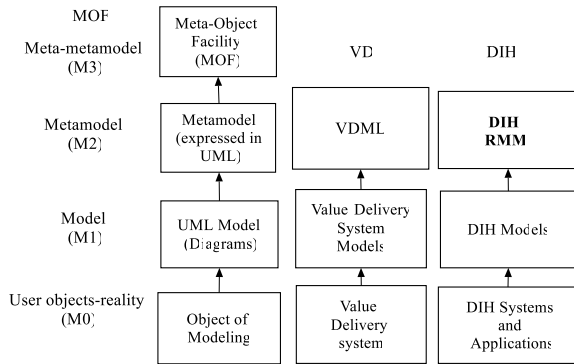 MOF
Meta-metamodel
(M3)
Meta-Object
Facility
(MOF)
VD
DIH
Metamodel
(M2)
Metamodel
(expressed in
UML)
VDML
DIH
RMM
Model
(M1)
UML Model
(Diagrams)
Value Delivery
System
Models
DIH Models
User objects-reality
(M0)
Object of
Modeling
Value
Delivery
system
DIH Systems
and
Applications